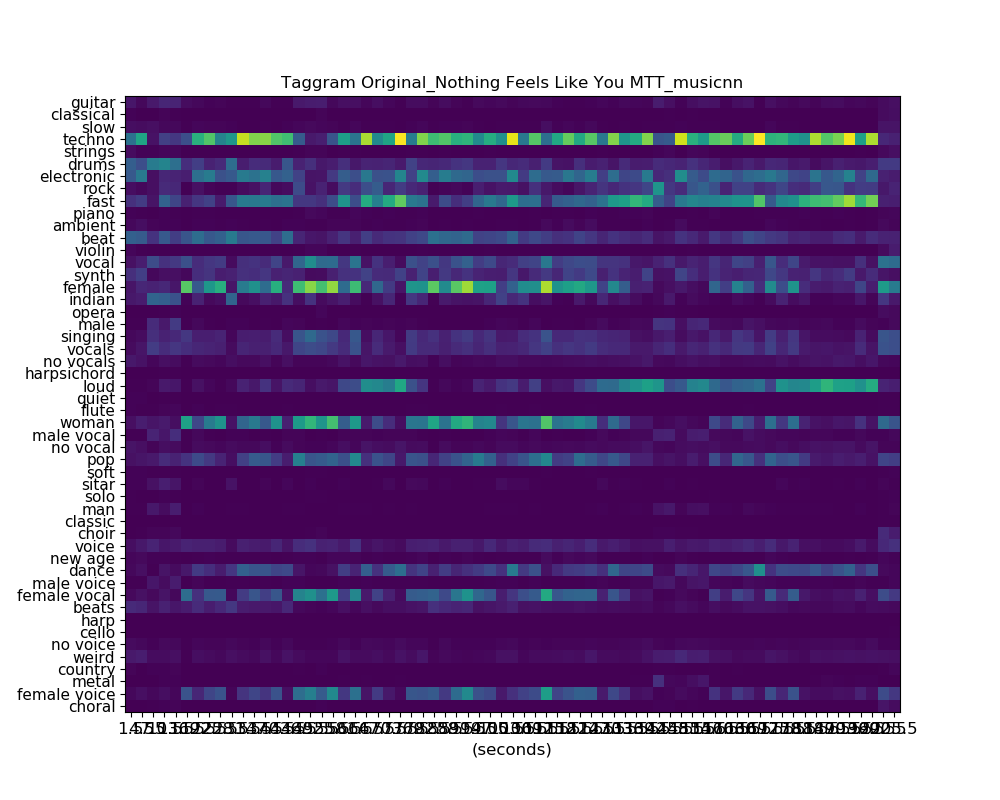 Taggram Original_Nothing Feels Like You MTT_musicnn
guitar
classical
slow
techno
strings
drums
electronic
rock
fast
piano
ambient
beat
violin
vocal
synth
female
indian
opera
male
singing
vocals
no vocals
harpsichord
loud
quiet
flute
woman
male vocal
no vocal
pop
soft
sitar
solo
man
classic
choir
voice
new age
dance
male voice
female vocal
beats
harp
cello
no voice
weird
country
metal
female voice
choral
(seconds)